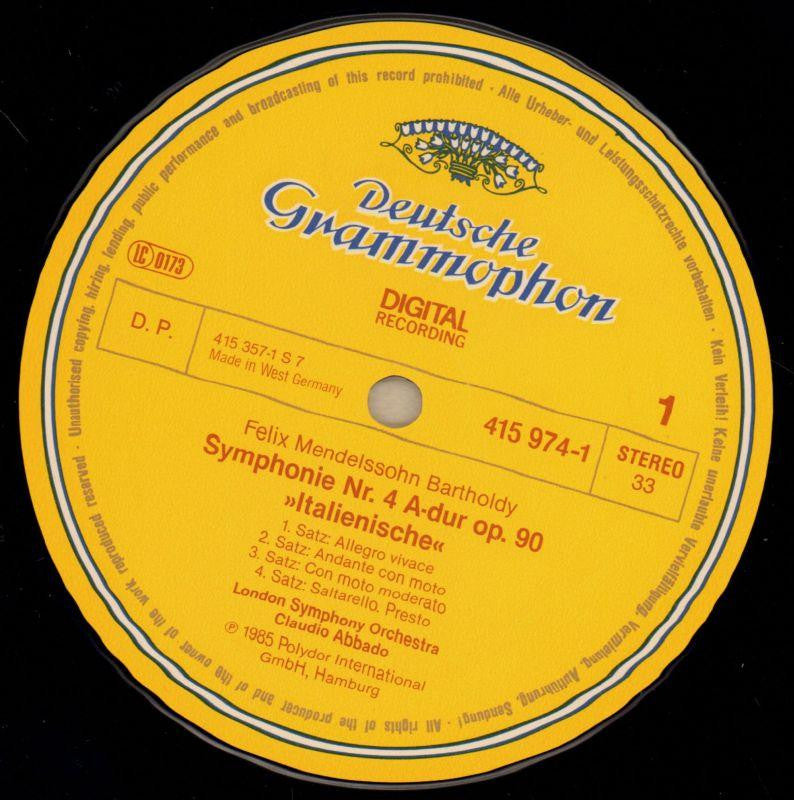 Deutsche
Grammophon
DIGITAL
RECORDING
LC 0173
D. P.
415 357-1 S 7
Made in West Germany
415 974-1
1
STEREO
33
Felix Mendelssohn Bartholdy
Symphonie Nr. 4 A-dur op. 90
»Italienische«
1. Satz: Allegro vivace
2. Satz: Andante con moto
3. Satz: Con moto moderato
4. Satz: Saltarello. Presto
London Symphony Orchestra
Claudio Abbado
℗ 1985 Polydor International
GmbH, Hamburg
Alle Urheber- und Leistungsschutzrechte vorbehalten · Kein Verleih! Keine unerlaubte Vervielfältigung, Vermietung, Aufführung, Sendung! · All rights of the producer and of the owner of the work reproduced reserved · Unauthorised copying, hiring, lending, public performance and broadcasting of this record prohibited ·